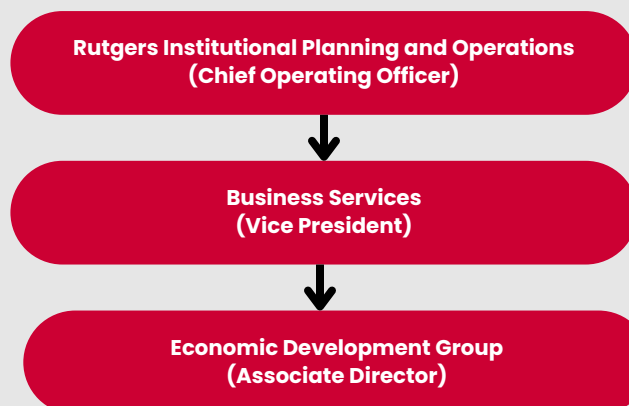 Rutgers Institutional Planning and Operations
(Chief Operating Officer)
Business Services
(Vice President)
Economic Development Group
(Associate Director)